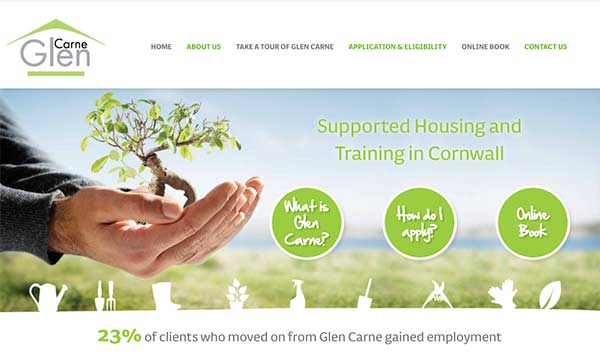 Carne
Glen
HOME ABOUT US TAKE A TOUR OF GLEN CARNE APPLICATION & ELIGIBILITY ONLINE BOOK CONTACT US
Supported Housing and
Training in Cornwall
What is
Glen
Carne?
How do I
apply?
Online
Book
23% of clients who moved on from Glen Carne gained employment